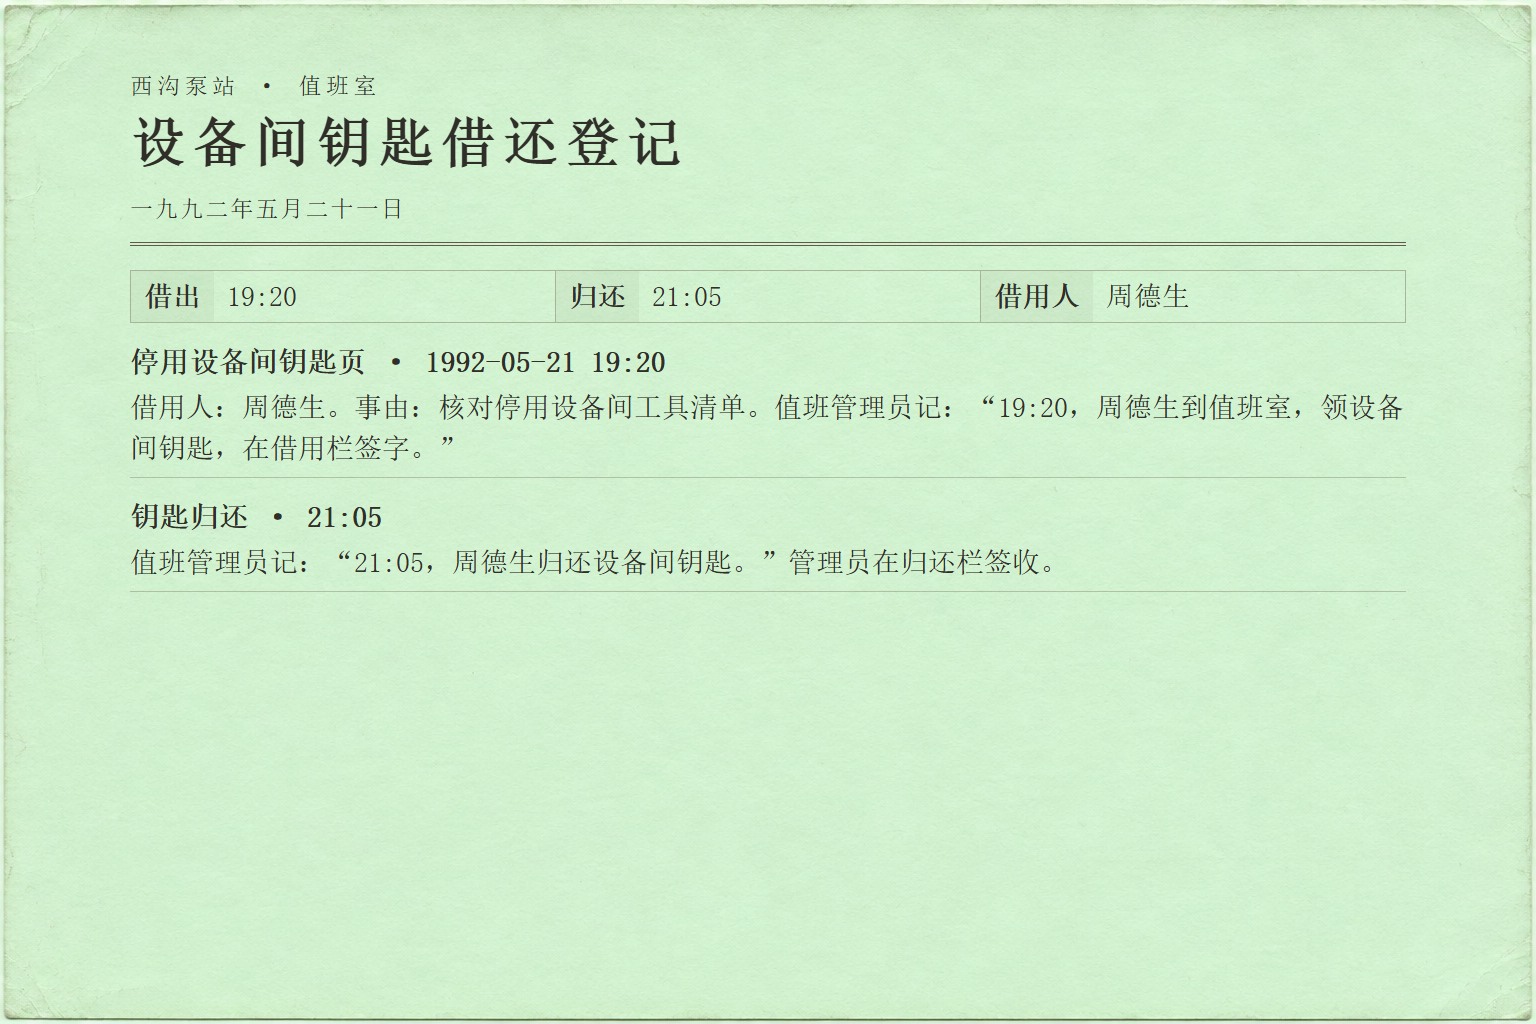 西沟泵站 • 值班室
设备间钥匙借还登记
一九九二年五月二十一日
借出 19:20 归还 21:05 借用人 周德生
停用设备间钥匙页 • 1992-05-21 19:20
借用人：周德生。事由：核对停用设备间工具清单。值班管理员记：“19:20，周德生到值班室，领设备
间钥匙，在借用栏签字。”
钥匙归还 • 21:05
值班管理员记：“21:05，周德生归还设备间钥匙。”管理员在归还栏签收。